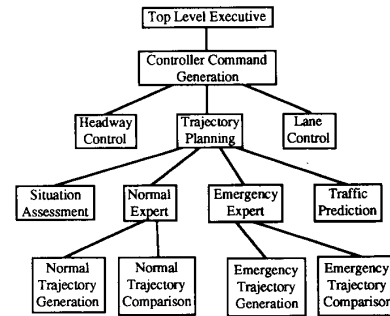 Top Level Executive
Controller Command
Generation
Headway
Control
Trajectory
Planning
Lane
Control
Situation
Assessment
Normal
Expert
Emergency
Expert
Traffic
Prediction
Normal
Trajectory
Generation
Normal
Trajectory
Comparison
Emergency
Trajectory
Generation
Emergency
Trajectory
Comparison